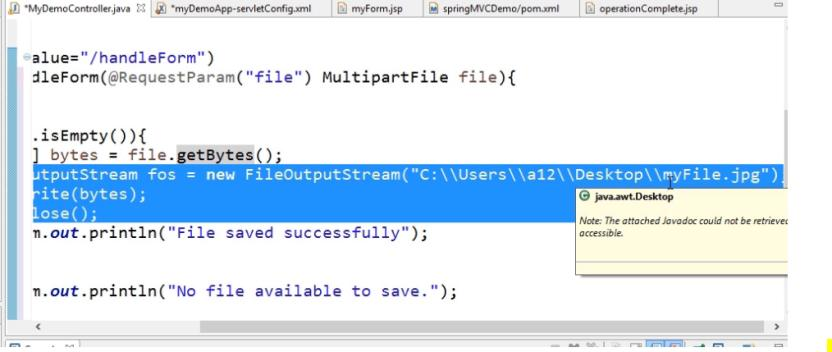 *MyDemoController.java
*myDemoApp-servletConfig.xml
myForm.jsp
springMVCDemo/pom.xml
operationComplete.jsp
alue="/handleForm")
dleForm(@RequestParam("file") MultipartFile file){
.isEmpty()){
] bytes = file.getBytes();
utputStream fos = new FileOutputStream("C:\\Users\\a12\\Desktop\\myFile.jpg")
rite(bytes);
lose();
java.awt.Desktop
Note: The attached Javadoc could not be retrieved
accessible.
m.out.println("File saved successfully");
m.out.println("No file available to save.");